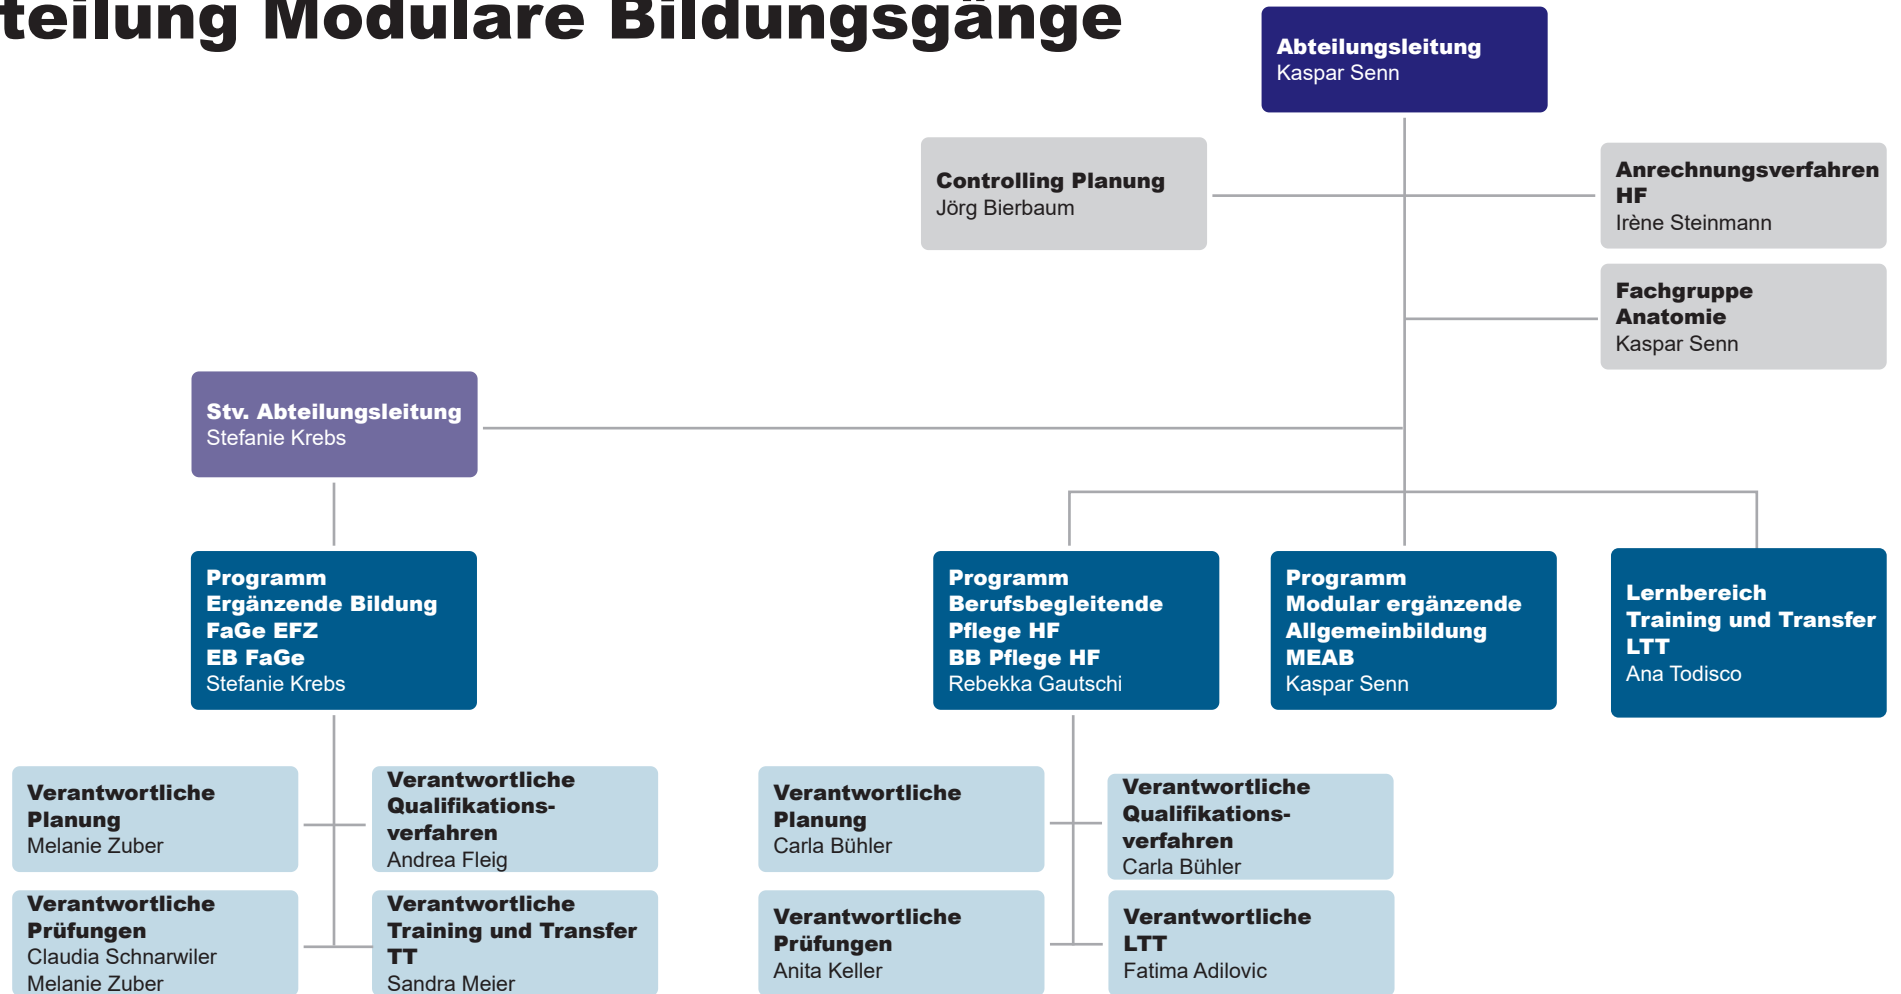 teilung Modulare Bildungsgänge
Abteilungsleitung
Kaspar Senn
Controlling Planung
Jörg Bierbaum
Anrechnungsverfahren
HF
Irène Steinmann
Fachgruppe
Anatomie
Kaspar Senn
Stv. Abteilungsleitung
Stefanie Krebs
Programm
Ergänzende Bildung
FaGe EFZ
EB FaGe
Stefanie Krebs
Programm
Berufsbegleitende
Pflege HF
BB Pflege HF
Rebekka Gautschi
Programm
Modular ergänzende
Allgemeinbildung
MEAB
Kaspar Senn
Lernbereich
Training und Transfer
LTT
Ana Todisco
Verantwortliche
Planung
Melanie Zuber
Verantwortliche
Qualifikations-
verfahren
Andrea Fleig
Verantwortliche
Planung
Carla Bühler
Verantwortliche
Qualifikations-
verfahren
Carla Bühler
Verantwortliche
Prüfungen
Claudia Schnarwiler
Melanie Zuber
Verantwortliche
Training und Transfer
TT
Sandra Meier
Verantwortliche
Prüfungen
Anita Keller
Verantwortliche
LTT
Fatima Adilovic